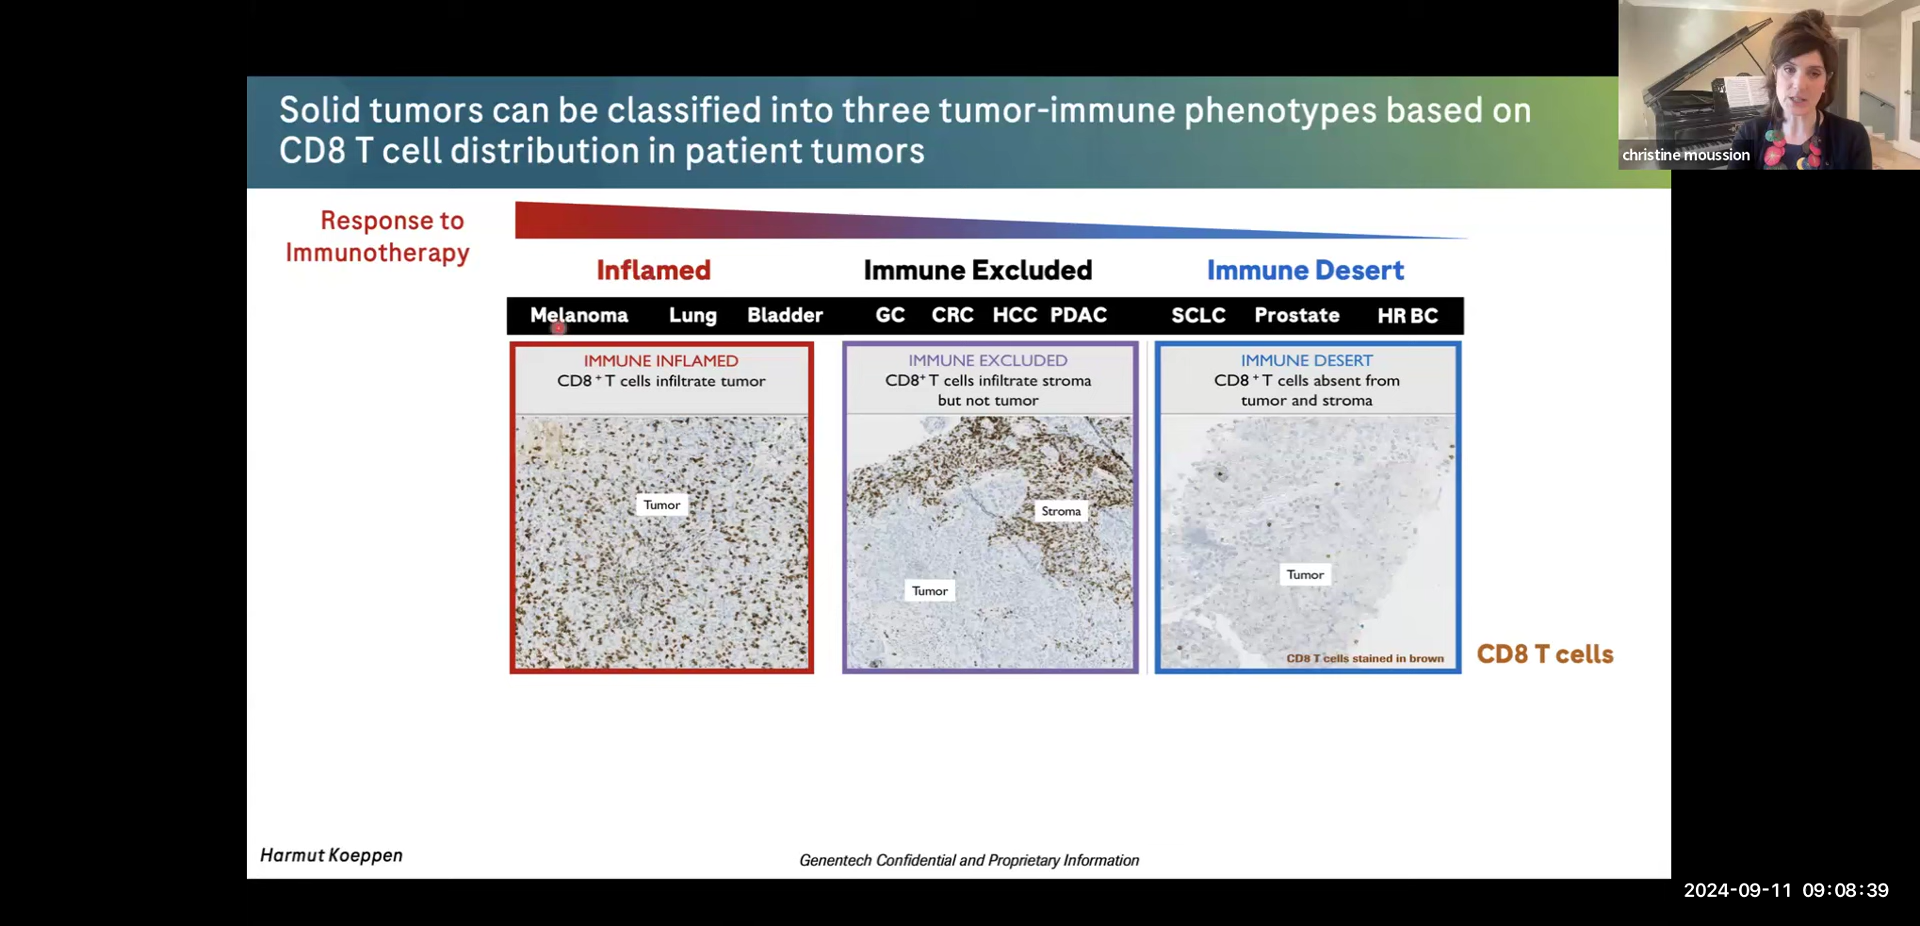 Solid tumors can be classified into three tumor-immune phenotypes based on
CD8 T cell distribution in patient tumors
christine moussion
Response to
Immunotherapy
Inflamed
Immune Excluded
Immune Desert
Melanoma Lung Bladder
GC CRC HCC PDAC
SCLC Prostate HR BC
IMMUNE INFLAMED
CD8 + T cells infiltrate tumor
Tumor
IMMUNE EXCLUDED
CD8+ T cells infiltrate stroma
but not tumor
Stroma
Tumor
IMMUNE DESERT
CD8 + T cells absent from
tumor and stroma
Tumor
CD8 T cells stained in brown
CD8 T cells
Harmut Koeppen
Genentech Confidential and Proprietary Information
2024-09-11 09:08:39